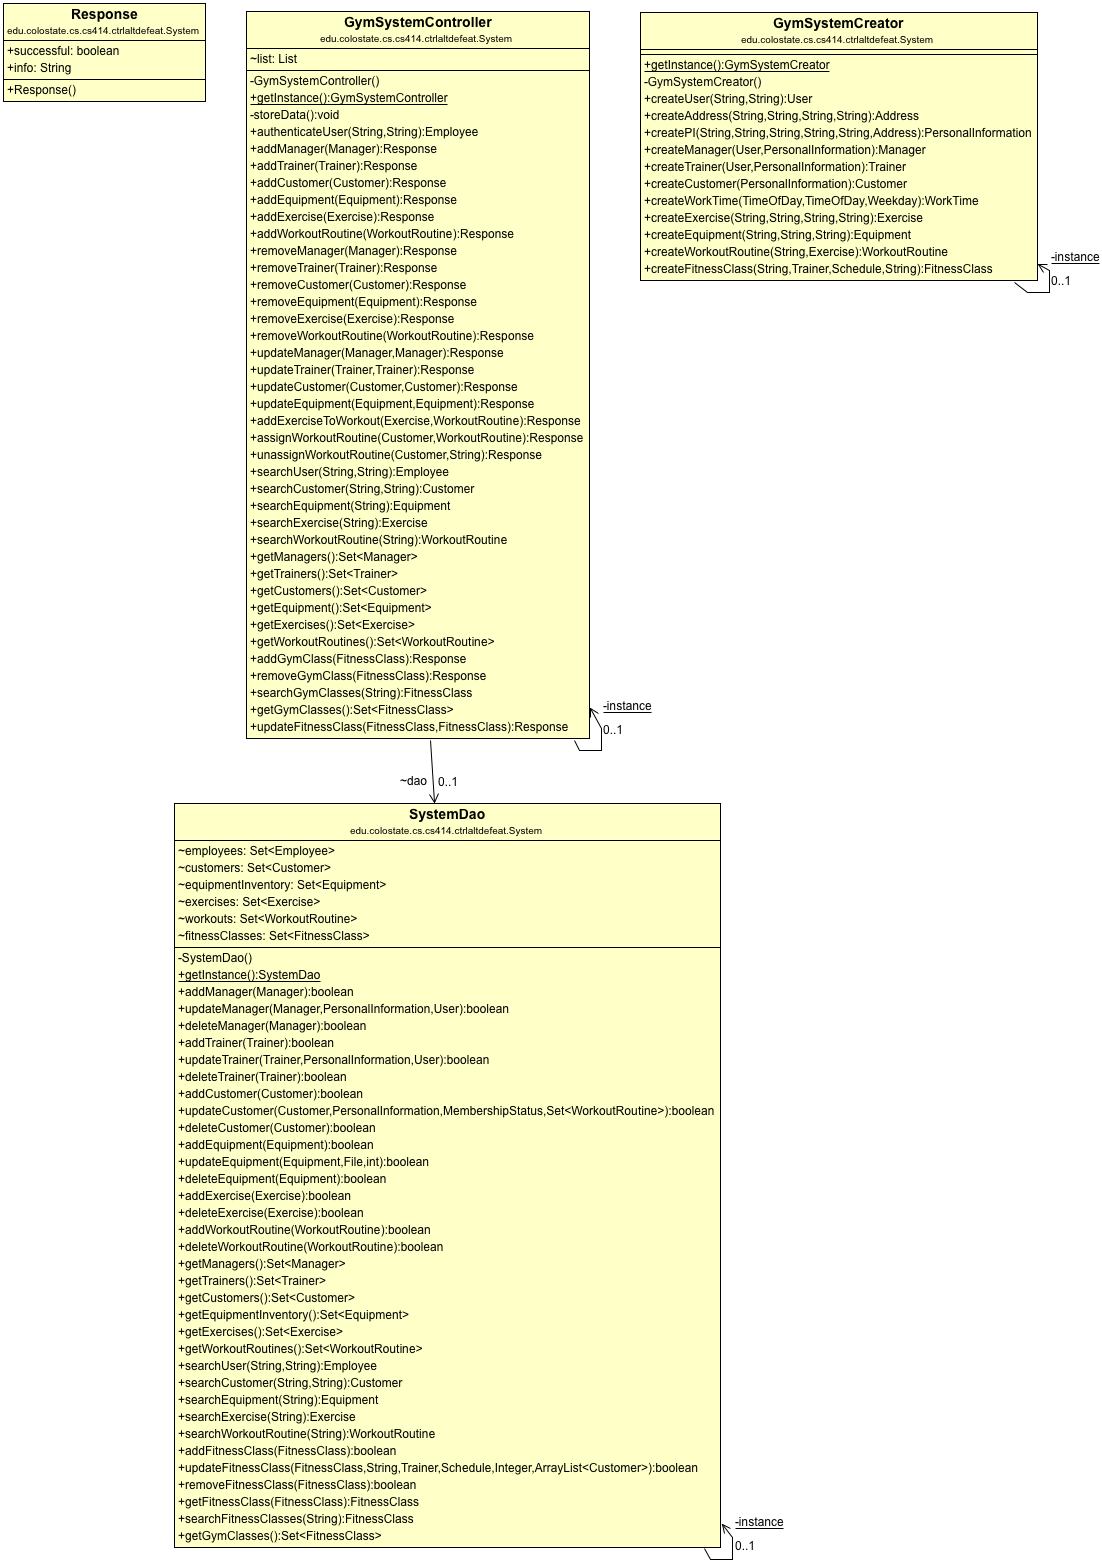 Response
edu.colostate.cs.cs414.ctrlaltdefeat.System
+successful: boolean
+info: String
+Response()
GymSystemController
edu.colostate.cs.cs414.ctrlaltdefeat.System
~list: List
-GymSystemController()
+getInstance():GymSystemController
-storeData():void
+authenticateUser(String,String):Employee
+addManager(Manager):Response
+addTrainer(Trainer):Response
+addCustomer(Customer):Response
+addEquipment(Equipment):Response
+addExercise(Exercise):Response
+addWorkoutRoutine(WorkoutRoutine):Response
+removeManager(Manager):Response
+removeTrainer(Trainer):Response
+removeCustomer(Customer):Response
+removeEquipment(Equipment):Response
+removeExercise(Exercise):Response
+removeWorkoutRoutine(WorkoutRoutine):Response
+updateManager(Manager,Manager):Response
+updateTrainer(Trainer,Trainer):Response
+updateCustomer(Customer,Customer):Response
+updateEquipment(Equipment,Equipment):Response
+addExerciseToWorkout(Exercise,WorkoutRoutine):Response
+assignWorkoutRoutine(Customer,WorkoutRoutine):Response
+unassignWorkoutRoutine(Customer,String):Response
+searchUser(String,String):Employee
+searchCustomer(String,String):Customer
+searchEquipment(String):Equipment
+searchExercise(String):Exercise
+searchWorkoutRoutine(String):WorkoutRoutine
+getManagers():Set<Manager>
+getTrainers():Set<Trainer>
+getCustomers():Set<Customer>
+getEquipment():Set<Equipment>
+getExercises():Set<Exercise>
+getWorkoutRoutines():Set<WorkoutRoutine>
+addGymClass(FitnessClass):Response
+removeGymClass(FitnessClass):Response
+searchGymClasses(String):FitnessClass
+getGymClasses():Set<FitnessClass>
+updateFitnessClass(FitnessClass,FitnessClass):Response
-instance
0..1
GymSystemCreator
edu.colostate.cs.cs414.ctrlaltdefeat.System
+getInstance():GymSystemCreator
-GymSystemCreator()
+createUser(String,String):User
+createAddress(String,String,String,String):Address
+createPI(String,String,String,String,String,Address):PersonalInformation
+createManager(User,PersonalInformation):Manager
+createTrainer(User,PersonalInformation):Trainer
+createCustomer(PersonalInformation):Customer
+createWorkTime(TimeOfDay,TimeOfDay,Weekday):WorkTime
+createExercise(String,String,String,String):Exercise
+createEquipment(String,String,String):Equipment
+createWorkoutRoutine(String,Exercise):WorkoutRoutine
+createFitnessClass(String,Trainer,Schedule,String):FitnessClass
-instance
0..1
~dao 0..1
SystemDao
edu.colostate.cs.cs414.ctrlaltdefeat.System
~employees: Set<Employee>
~customers: Set<Customer>
~equipmentInventory: Set<Equipment>
~exercises: Set<Exercise>
~workouts: Set<WorkoutRoutine>
~fitnessClasses: Set<FitnessClass>
-SystemDao()
+getInstance():SystemDao
+addManager(Manager):boolean
+updateManager(Manager,PersonalInformation,User):boolean
+deleteManager(Manager):boolean
+addTrainer(Trainer):boolean
+updateTrainer(Trainer,PersonalInformation,User):boolean
+deleteTrainer(Trainer):boolean
+addCustomer(Customer):boolean
+updateCustomer(Customer,PersonalInformation,MembershipStatus,Set<WorkoutRoutine>):boolean
+deleteCustomer(Customer):boolean
+addEquipment(Equipment):boolean
+updateEquipment(Equipment,File,int):boolean
+deleteEquipment(Equipment):boolean
+addExercise(Exercise):boolean
+deleteExercise(Exercise):boolean
+addWorkoutRoutine(WorkoutRoutine):boolean
+deleteWorkoutRoutine(WorkoutRoutine):boolean
+getManagers():Set<Manager>
+getTrainers():Set<Trainer>
+getCustomers():Set<Customer>
+getEquipmentInventory():Set<Equipment>
+getExercises():Set<Exercise>
+getWorkoutRoutines():Set<WorkoutRoutine>
+searchUser(String,String):Employee
+searchCustomer(String,String):Customer
+searchEquipment(String):Equipment
+searchExercise(String):Exercise
+searchWorkoutRoutine(String):WorkoutRoutine
+addFitnessClass(FitnessClass):boolean
+updateFitnessClass(FitnessClass,String,Trainer,Schedule,Integer,ArrayList<Customer>):boolean
+removeFitnessClass(FitnessClass):boolean
+getFitnessClass(FitnessClass):FitnessClass
+searchFitnessClasses(String):FitnessClass
+getGymClasses():Set<FitnessClass>
-instance
0..1